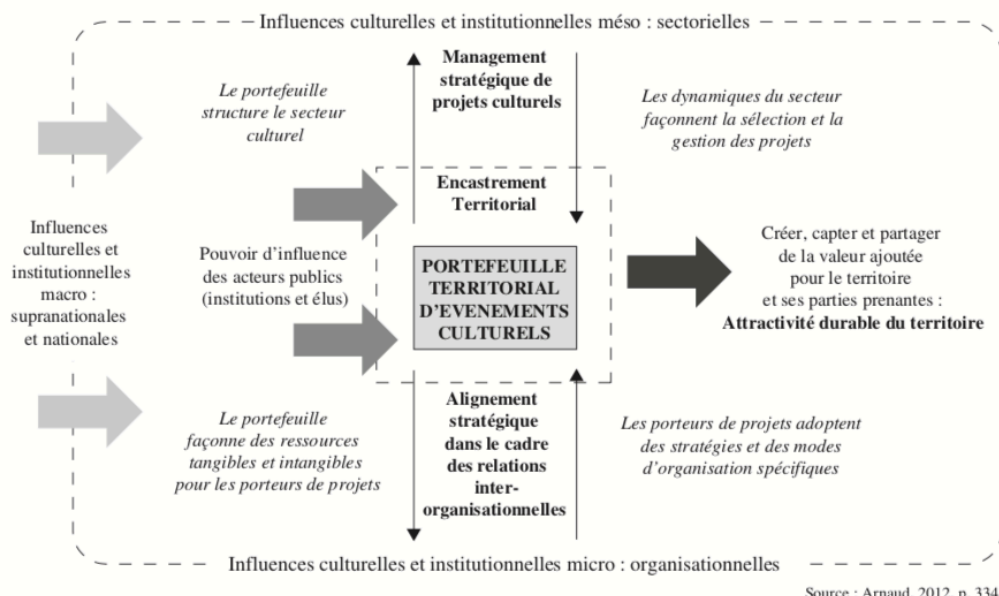 Influences culturelles et institutionnelles méso : sectorielles
Management
stratégique de
projets culturels
Le portefeuille
structure le secteur
culturel
Les dynamiques du secteur
façonnent la sélection et la
gestion des projets
Encastrement
Territorial
Influences
culturelles et
institutionnelles
macro :
supranationales
et nationales
Pouvoir d'influence
des acteurs publics
(institutions et élus)
PORTEFEUILLE
TERRITORIAL
D'EVENEMENTS
CULTURELS
Créer, capter et partager
de la valeur ajoutée
pour le territoire
et ses parties prenantes :
Attractivité durable du territoire
Alignement
stratégique
dans le cadre
des relations
inter-
organisationnelles
Le portefeuille
façonne des ressources
tangibles et intangibles
pour les porteurs de projets
Les porteurs de projets adoptent
des stratégies et des modes
d'organisation spécifiques
Influences culturelles et institutionnelles micro : organisationnelles
Source : Arnaud, 2012, p. 334